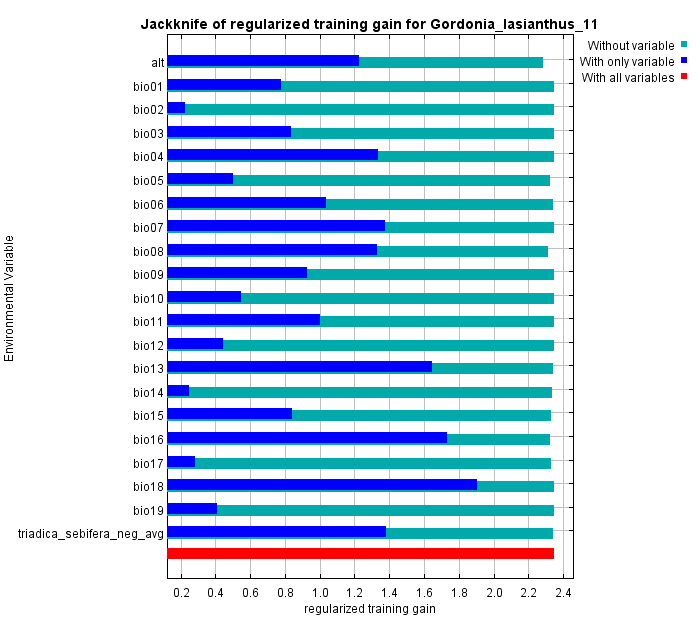 Jackknife of regularized training gain for Gordonia_lasianthus_11
Without variable
With only variable
With all variables
Environmental Variable
alt
bio01
bio02
bio03
bio04
bio05
bio06
bio07
bio08
bio09
bio10
bio11
bio12
bio13
bio14
bio15
bio16
bio17
bio18
bio19
triadica_sebifera_neg_avg
0.2 0.4 0.6 0.8 1.0 1.2 1.4 1.6 1.8 2.0 2.2 2.4
regularized training gain